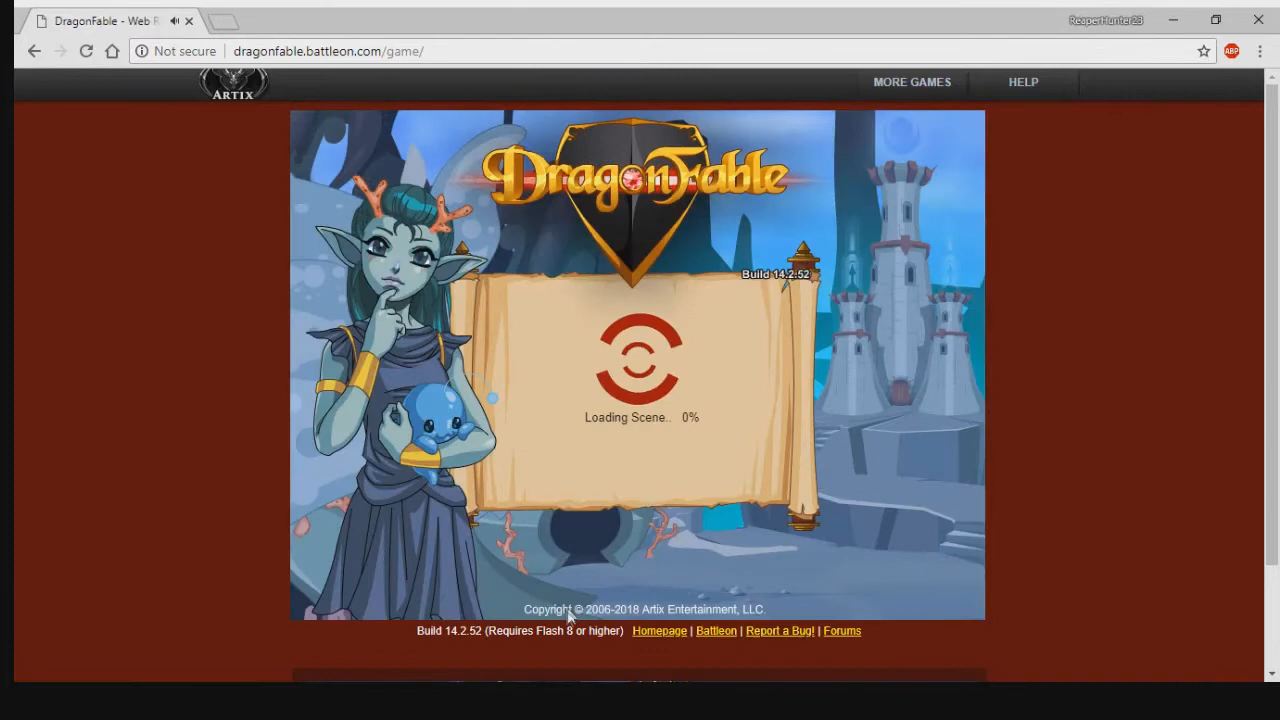 DragonFable - Web R
ReaperHunter23
Not secure
dragonfable.battleon.com/game/
ABP
ARTIX
MORE GAMES
HELP
DragonFable
Build 14.2.52
Loading Scene.. 0%
Copyright © 2006-2018 Artix Entertainment, LLC.
Build 14.2.52 (Requires Flash 8 or higher) Homepage | Battleon | Report a Bug! | Forums